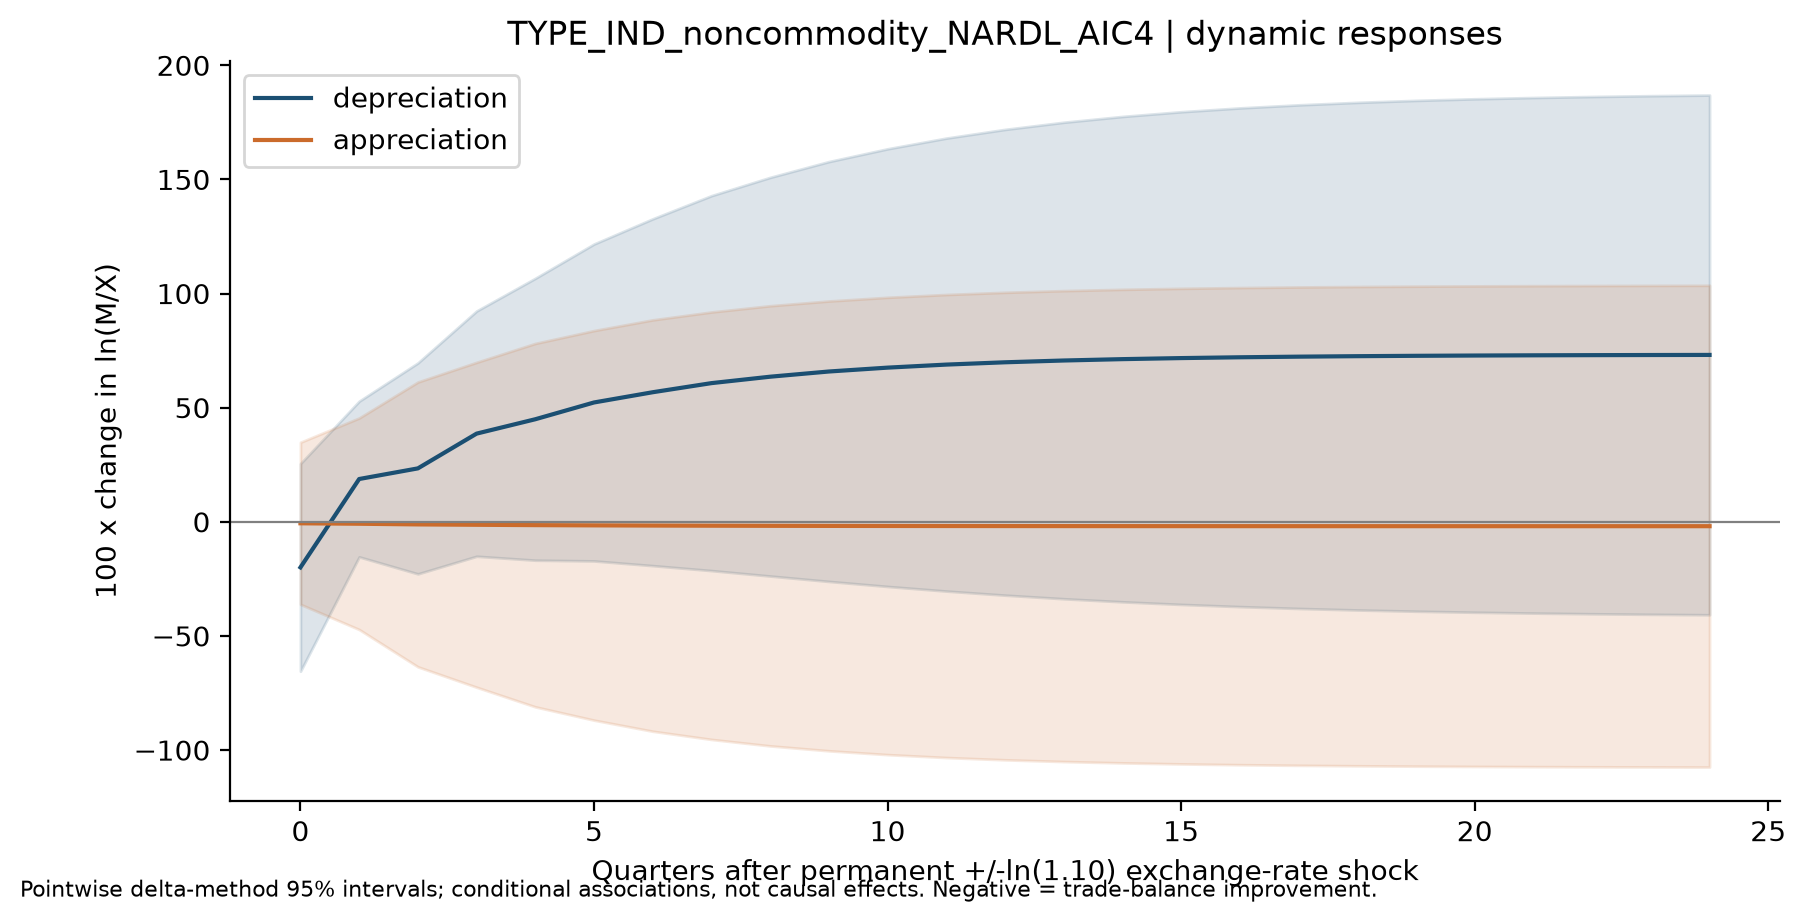 TYPE_IND_noncommodity_NARDL_AIC4 | dynamic responses
200
150
100
50
0
−50
−100
100 x change in ln(M/X)
depreciation
appreciation
0
5
10
15
20
25
Quarters after permanent +/-ln(1.10) exchange-rate shock
Pointwise delta-method 95% intervals; conditional associations, not causal effects. Negative = trade-balance improvement.